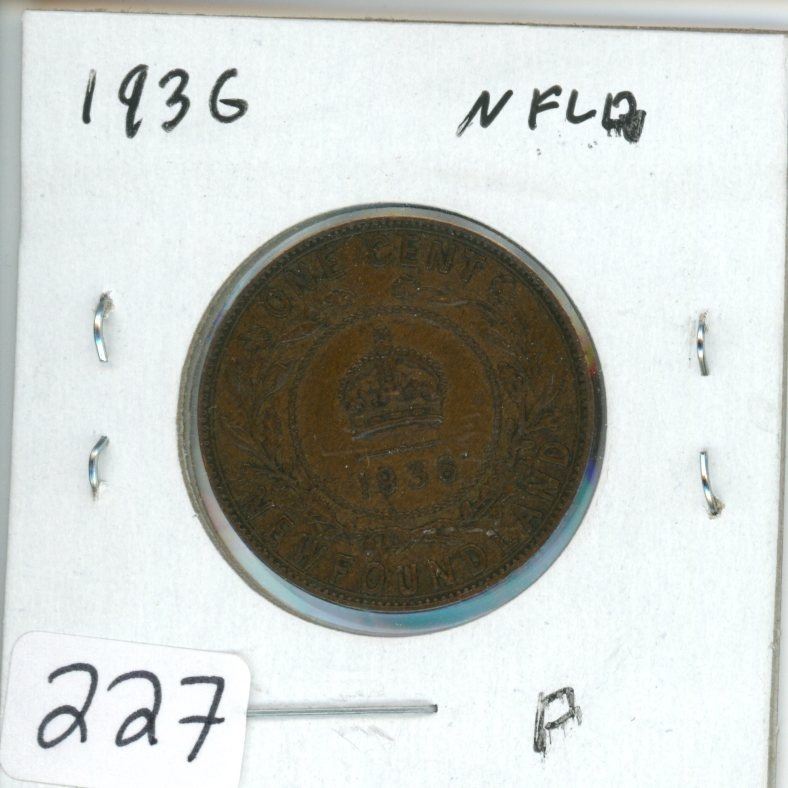 1936 NFLD
ONE CENT
1936
NEWFOUNDLAND
227
A